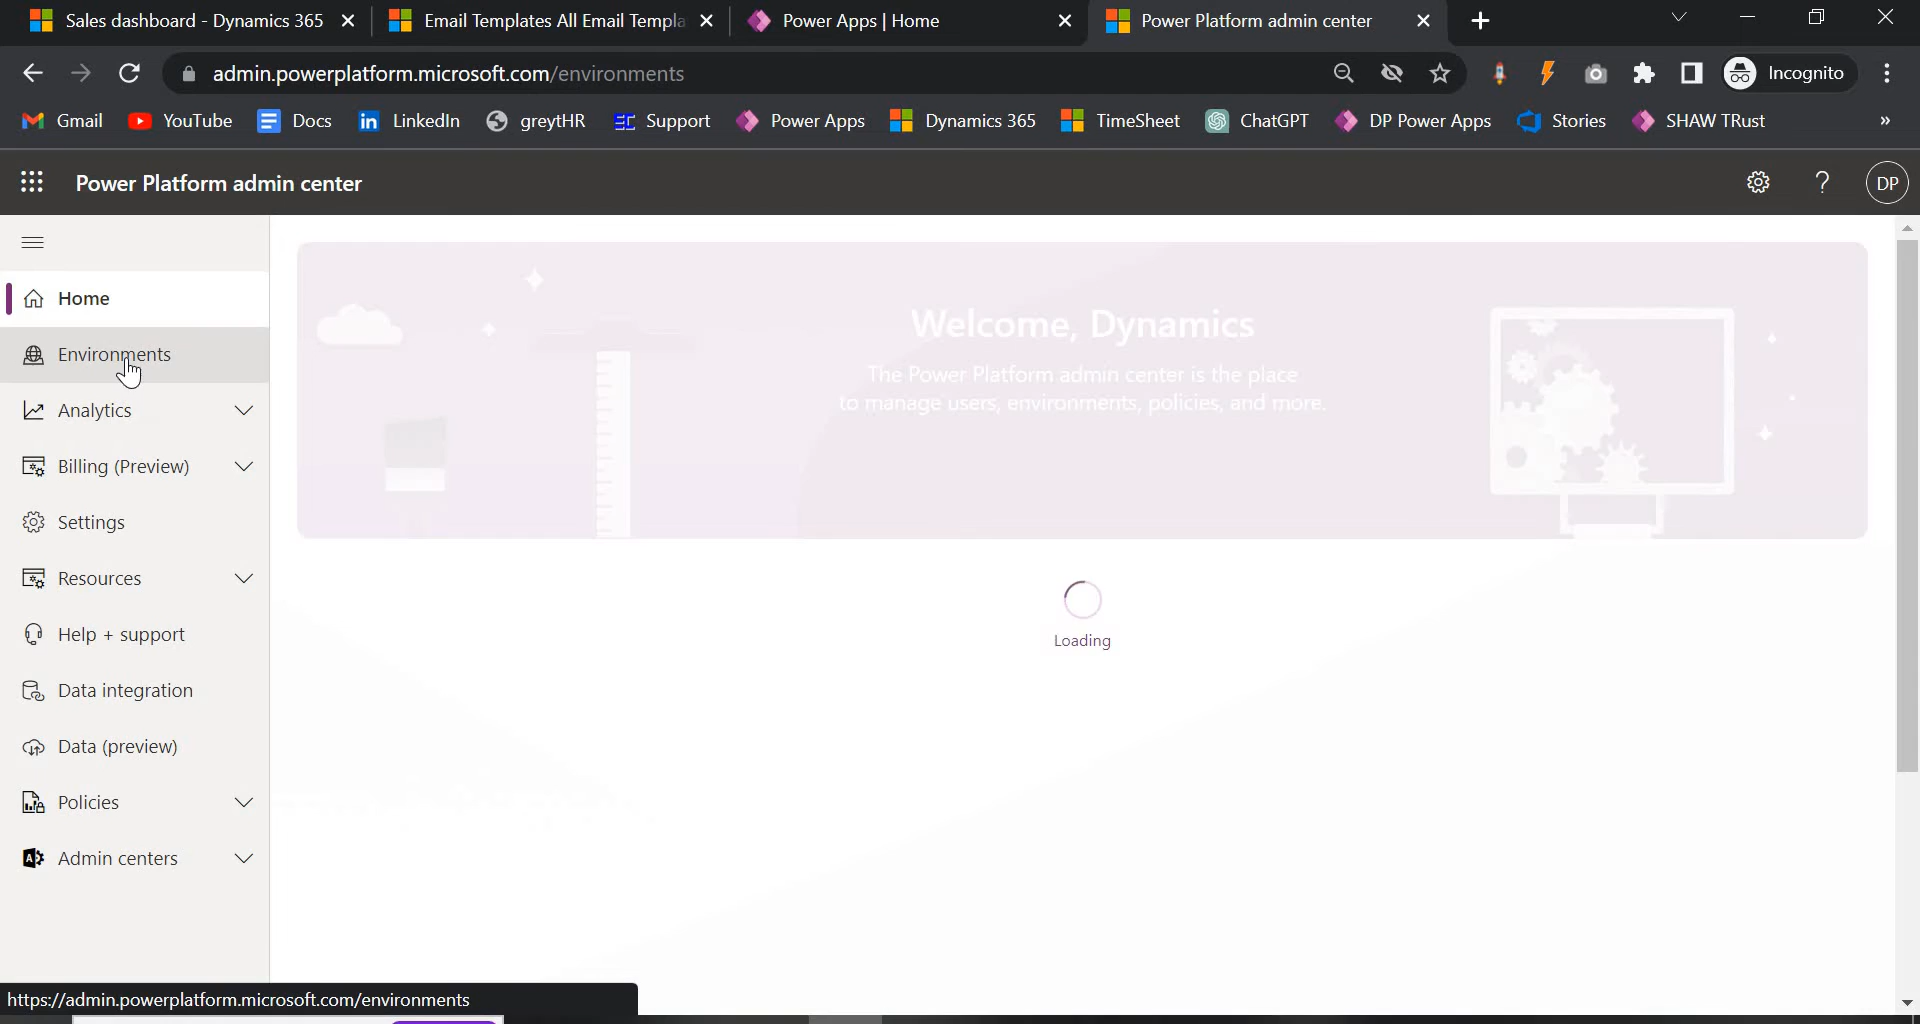 Sales dashboard - Dynamics 365
Email Templates All Email Templa
Power Apps | Home
Power Platform admin center
admin.powerplatform.microsoft.com/environments
Incognito
Gmail
YouTube
Docs
LinkedIn
greytHR
Support
Power Apps
Dynamics 365
TimeSheet
ChatGPT
DP Power Apps
Stories
SHAW TRust
»
Power Platform admin center
?
DP
Home
Environments
Analytics
Billing (Preview)
Settings
Resources
Help + support
Data integration
Data (preview)
Policies
Admin centers
Welcome, Dynamics
The Power Platform admin center is the place
to manage users, environments, policies, and more.
Loading
https://admin.powerplatform.microsoft.com/environments